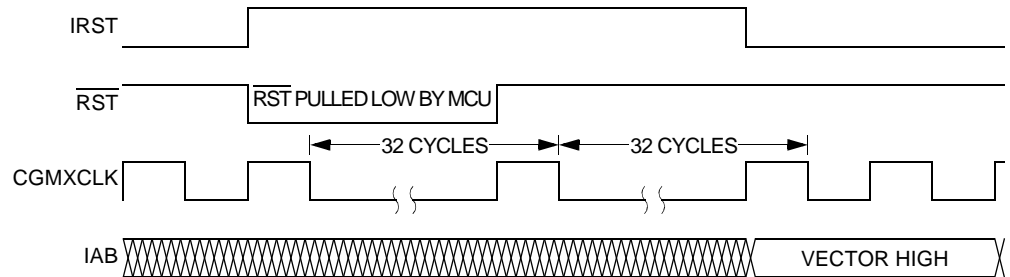 IRST
RST
RST PULLED LOW BY MCU
32 CYCLES
32 CYCLES
CGMXCLK
IAB
VECTOR HIGH